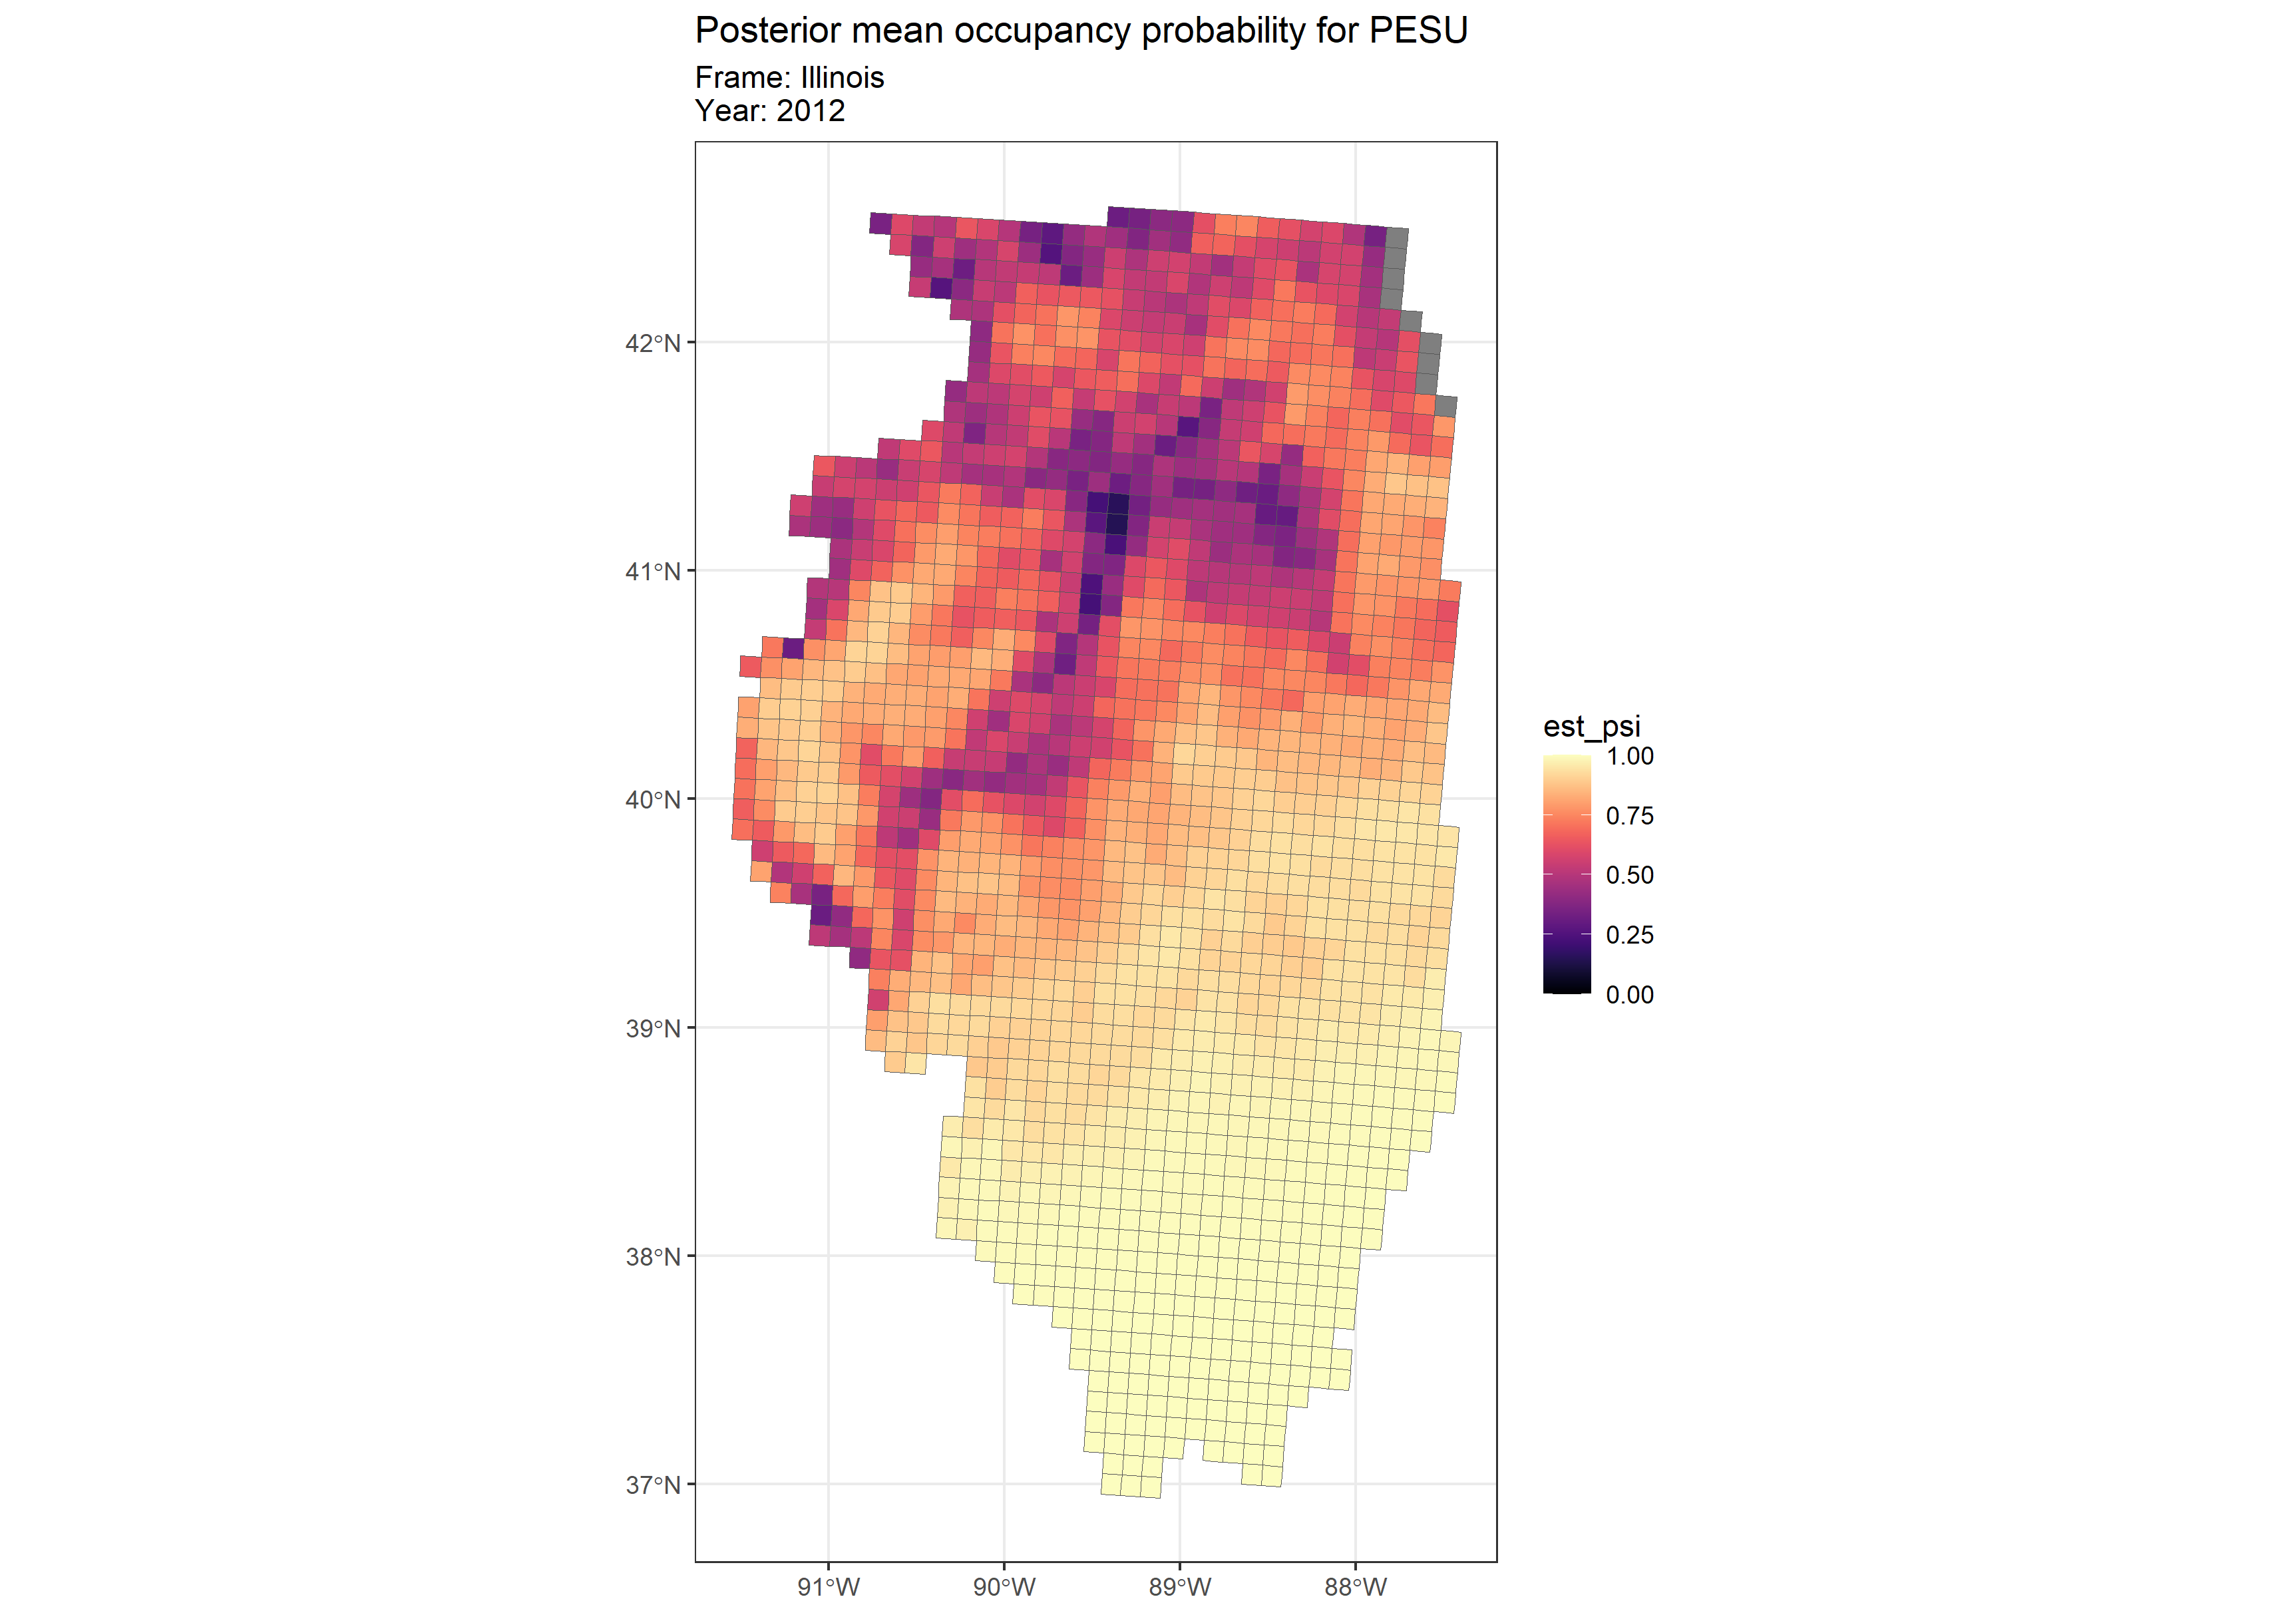 Posterior mean occupancy probability for PESU
Frame: Illinois
Year: 2012
42°N
41°N
40°N
39°N
38°N
37°N
91°W
90°W
89°W
88°W
est_psi
1.00
0.75
0.50
0.25
0.00